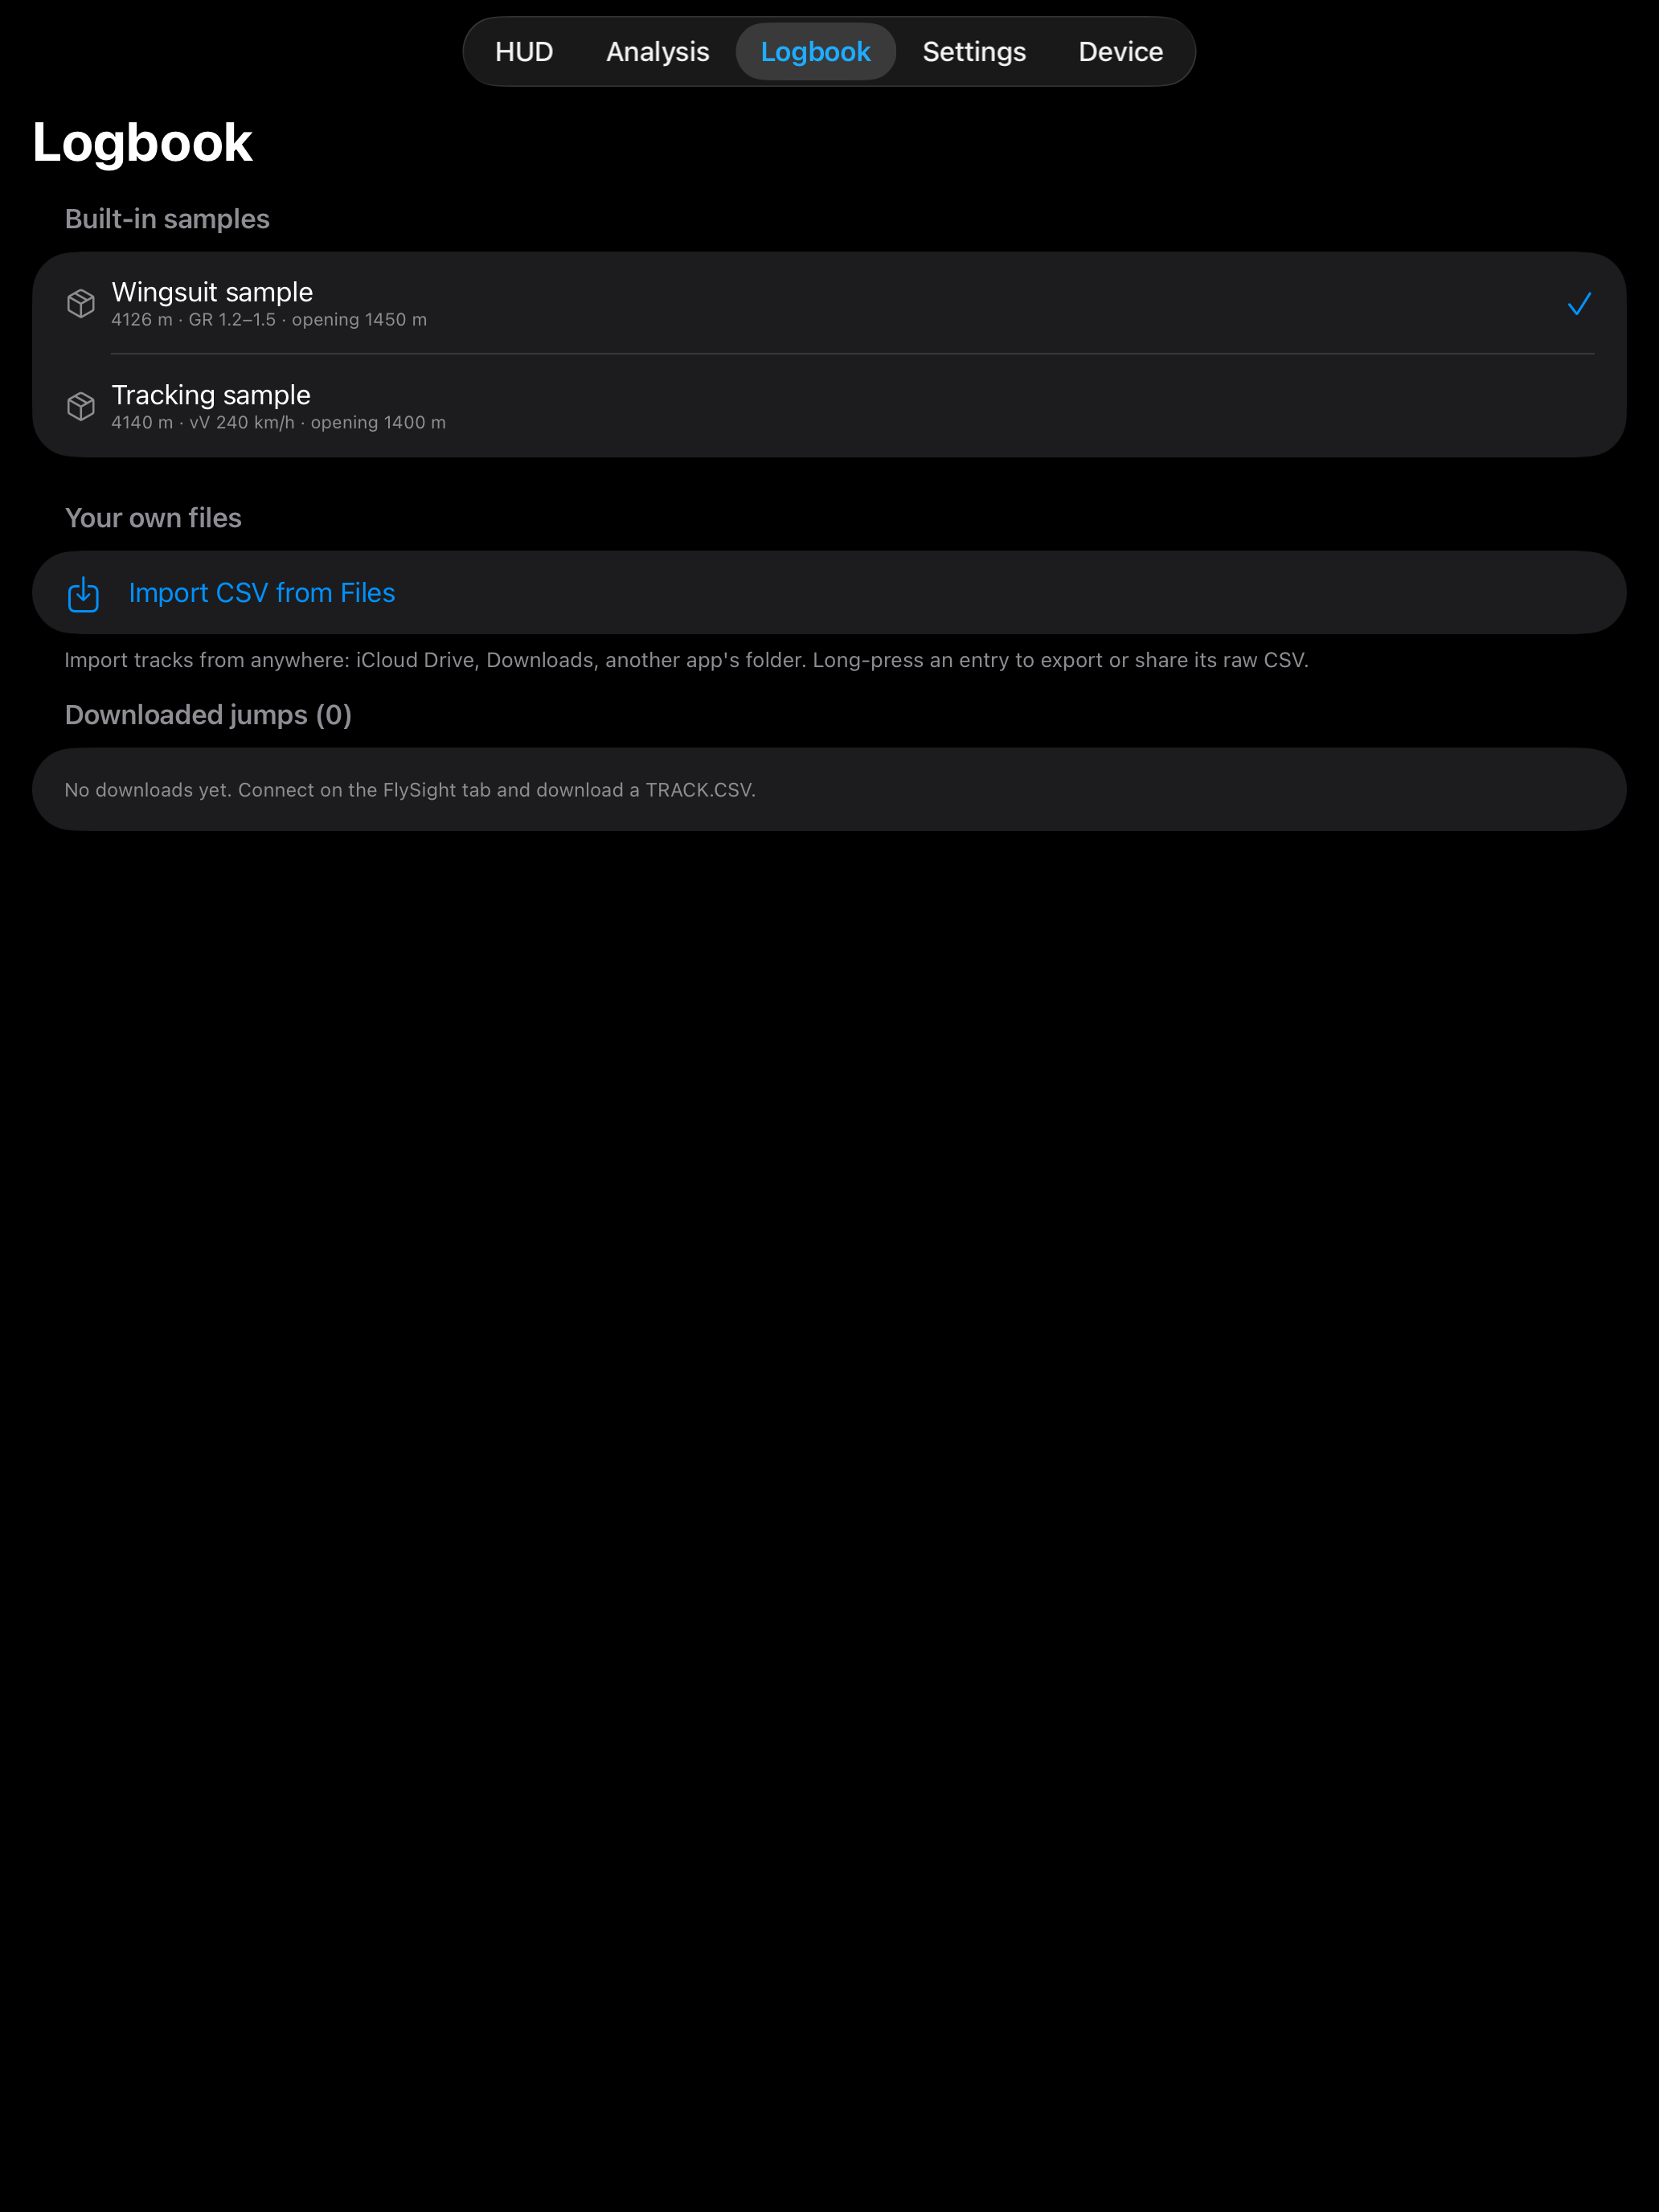 HUD Analysis Logbook Settings Device
Logbook
Built-in samples
Wingsuit sample
4126 m · GR 1.2–1.5 · opening 1450 m
Tracking sample
4140 m · vV 240 km/h · opening 1400 m
Your own files
Import CSV from Files
Import tracks from anywhere: iCloud Drive, Downloads, another app's folder. Long-press an entry to export or share its raw CSV.
Downloaded jumps (0)
No downloads yet. Connect on the FlySight tab and download a TRACK.CSV.